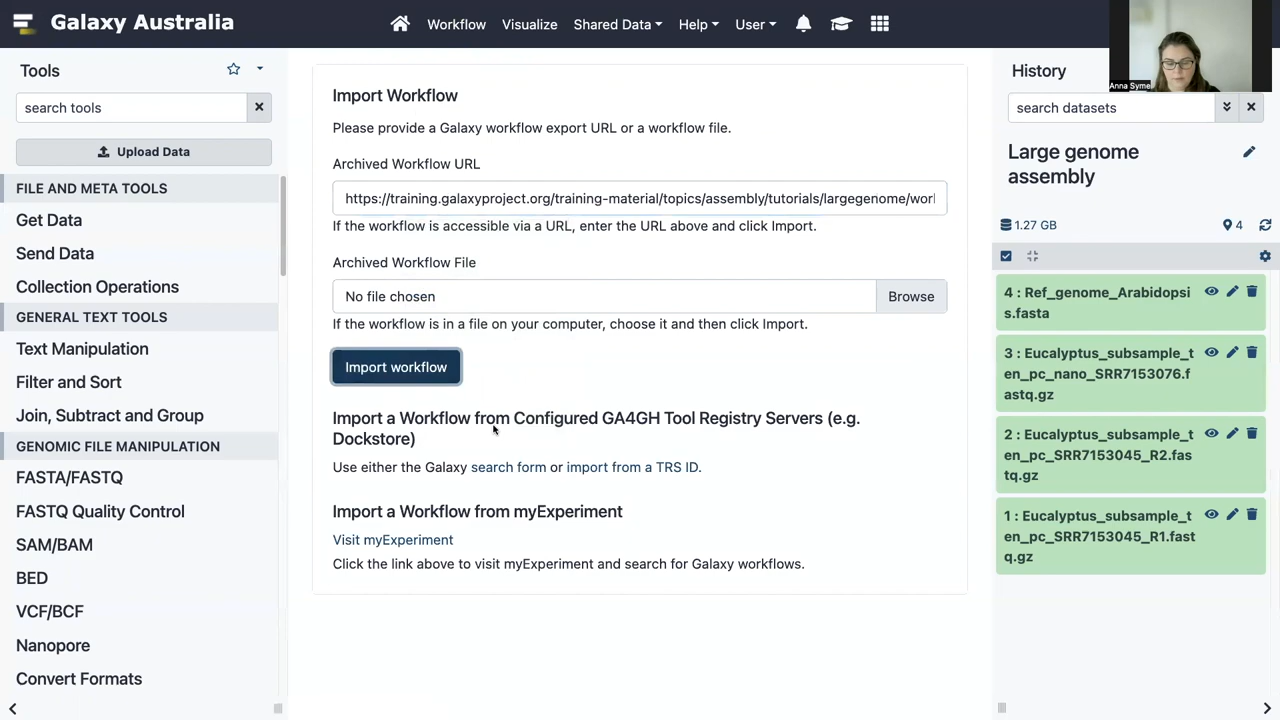 Galaxy Australia
Workflow
Visualize
Shared Data
Help
User
Anna Syme
Tools
search tools
Upload Data
FILE AND META TOOLS
Get Data
Send Data
Collection Operations
GENERAL TEXT TOOLS
Text Manipulation
Filter and Sort
Join, Subtract and Group
GENOMIC FILE MANIPULATION
FASTA/FASTQ
FASTQ Quality Control
SAM/BAM
BED
VCF/BCF
Nanopore
Convert Formats
Import Workflow
Please provide a Galaxy workflow export URL or a workflow file.
Archived Workflow URL
https://training.galaxyproject.org/training-material/topics/assembly/tutorials/largegenome/worl
If the workflow is accessible via a URL, enter the URL above and click Import.
Archived Workflow File
No file chosen
Browse
If the workflow is in a file on your computer, choose it and then click Import.
Import workflow
Import a Workflow from Configured GA4GH Tool Registry Servers (e.g.
Dockstore)
Use either the Galaxy search form or import from a TRS ID.
Import a Workflow from myExperiment
Visit myExperiment
Click the link above to visit myExperiment and search for Galaxy workflows.
History
search datasets
Large genome
assembly
1.27 GB
4
4 : Ref_genome_Arabidopsi
s.fasta
3 : Eucalyptus_subsample_t
en_pc_nano_SRR7153076.f
astq.gz
2 : Eucalyptus_subsample_t
en_pc_SRR7153045_R2.fas
tq.gz
1 : Eucalyptus_subsample_t
en_pc_SRR7153045_R1.fast
q.gz